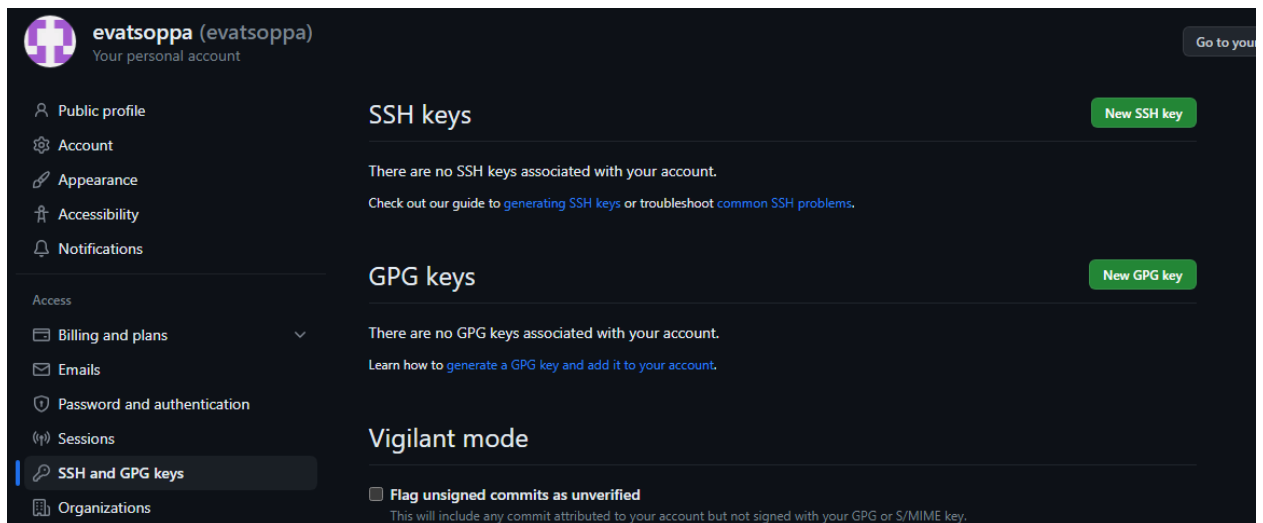 evatsoppa (evatsoppa)
Your personal account
Go to your
Public profile
Account
Appearance
Accessibility
Notifications
Access
Billing and plans
Emails
Password and authentication
Sessions
SSH and GPG keys
Organizations
SSH keys
New SSH key
There are no SSH keys associated with your account.
Check out our guide to generating SSH keys or troubleshoot common SSH problems.
GPG keys
New GPG key
There are no GPG keys associated with your account.
Learn how to generate a GPG key and add it to your account.
Vigilant mode
Flag unsigned commits as unverified
This will include any commit attributed to your account but not signed with your GPG or S/MIME key.